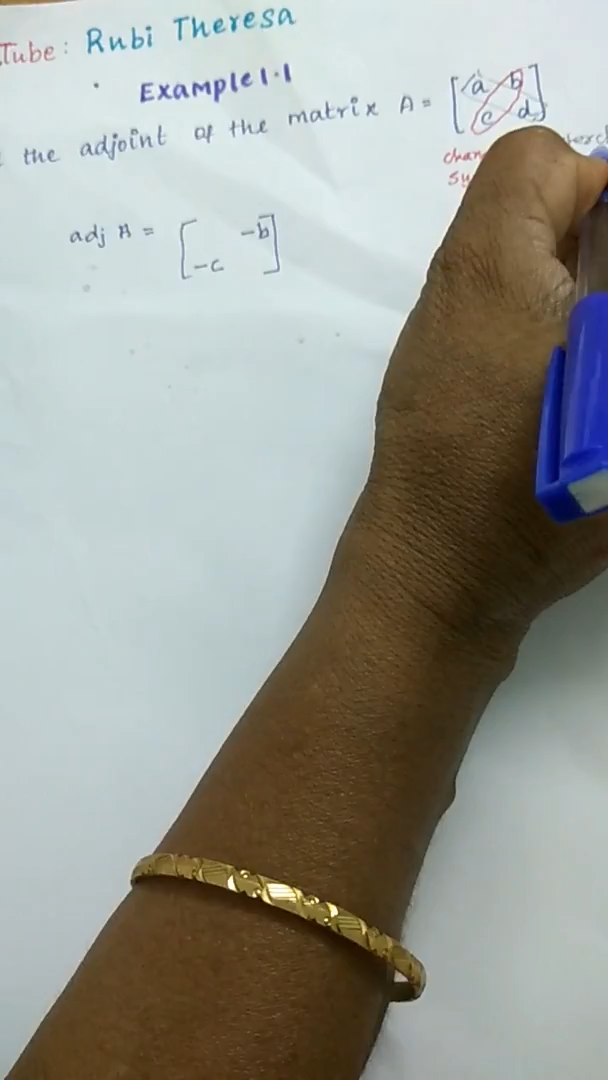 Tube: Rubi Theresa
Example 1.1
the adjoint of the matrix A = [a b
c d]
adj A = [ -b
-c ]